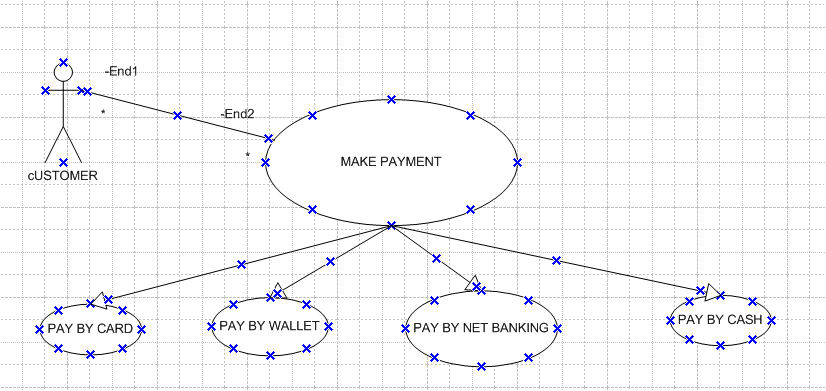 -End1
*
-End2
*
MAKE PAYMENT
cUSTOMER
PAY BY CARD
PAY BY WALLET
PAY BY NET BANKING
PAY BY CASH